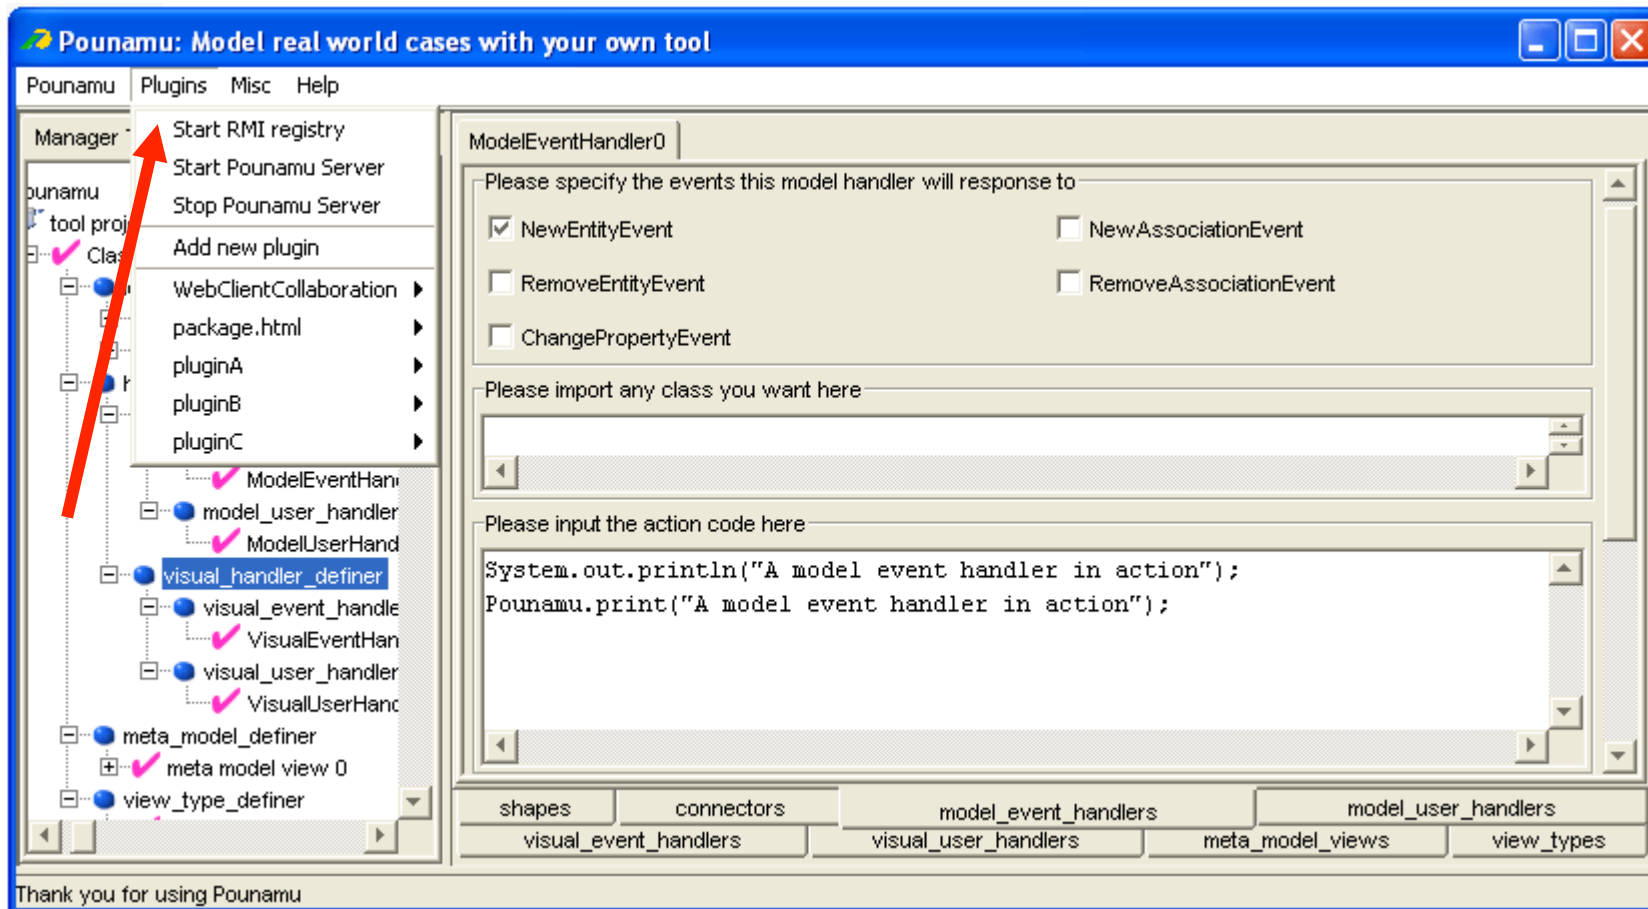 Pounamu: Model real world cases with your own tool
Pounamu Plugins Misc Help
Start RMI registry
Start Pounamu Server
Stop Pounamu Server
Add new plugin
WebClientCollaboration
package.html
pluginA
pluginB
pluginC
Manager
ounamu
tool proj
Clas
ModelEventHan
model_user_handler
ModelUserHand
visual_handler_definer
visual_event_handle
VisualEventHan
visual_user_handler
VisualUserHand
meta_model_definer
meta model view 0
view_type_definer
ModelEventHandler0
Please specify the events this model handler will response to
NewEntityEvent NewAssociationEvent
RemoveEntityEvent RemoveAssociationEvent
ChangePropertyEvent
Please import any class you want here
Please input the action code here
System.out.println("A model event handler in action");
Pounamu.print("A model event handler in action");
shapes connectors model_event_handlers model_user_handlers
visual_event_handlers visual_user_handlers meta_model_views view_types
Thank you for using Pounamu